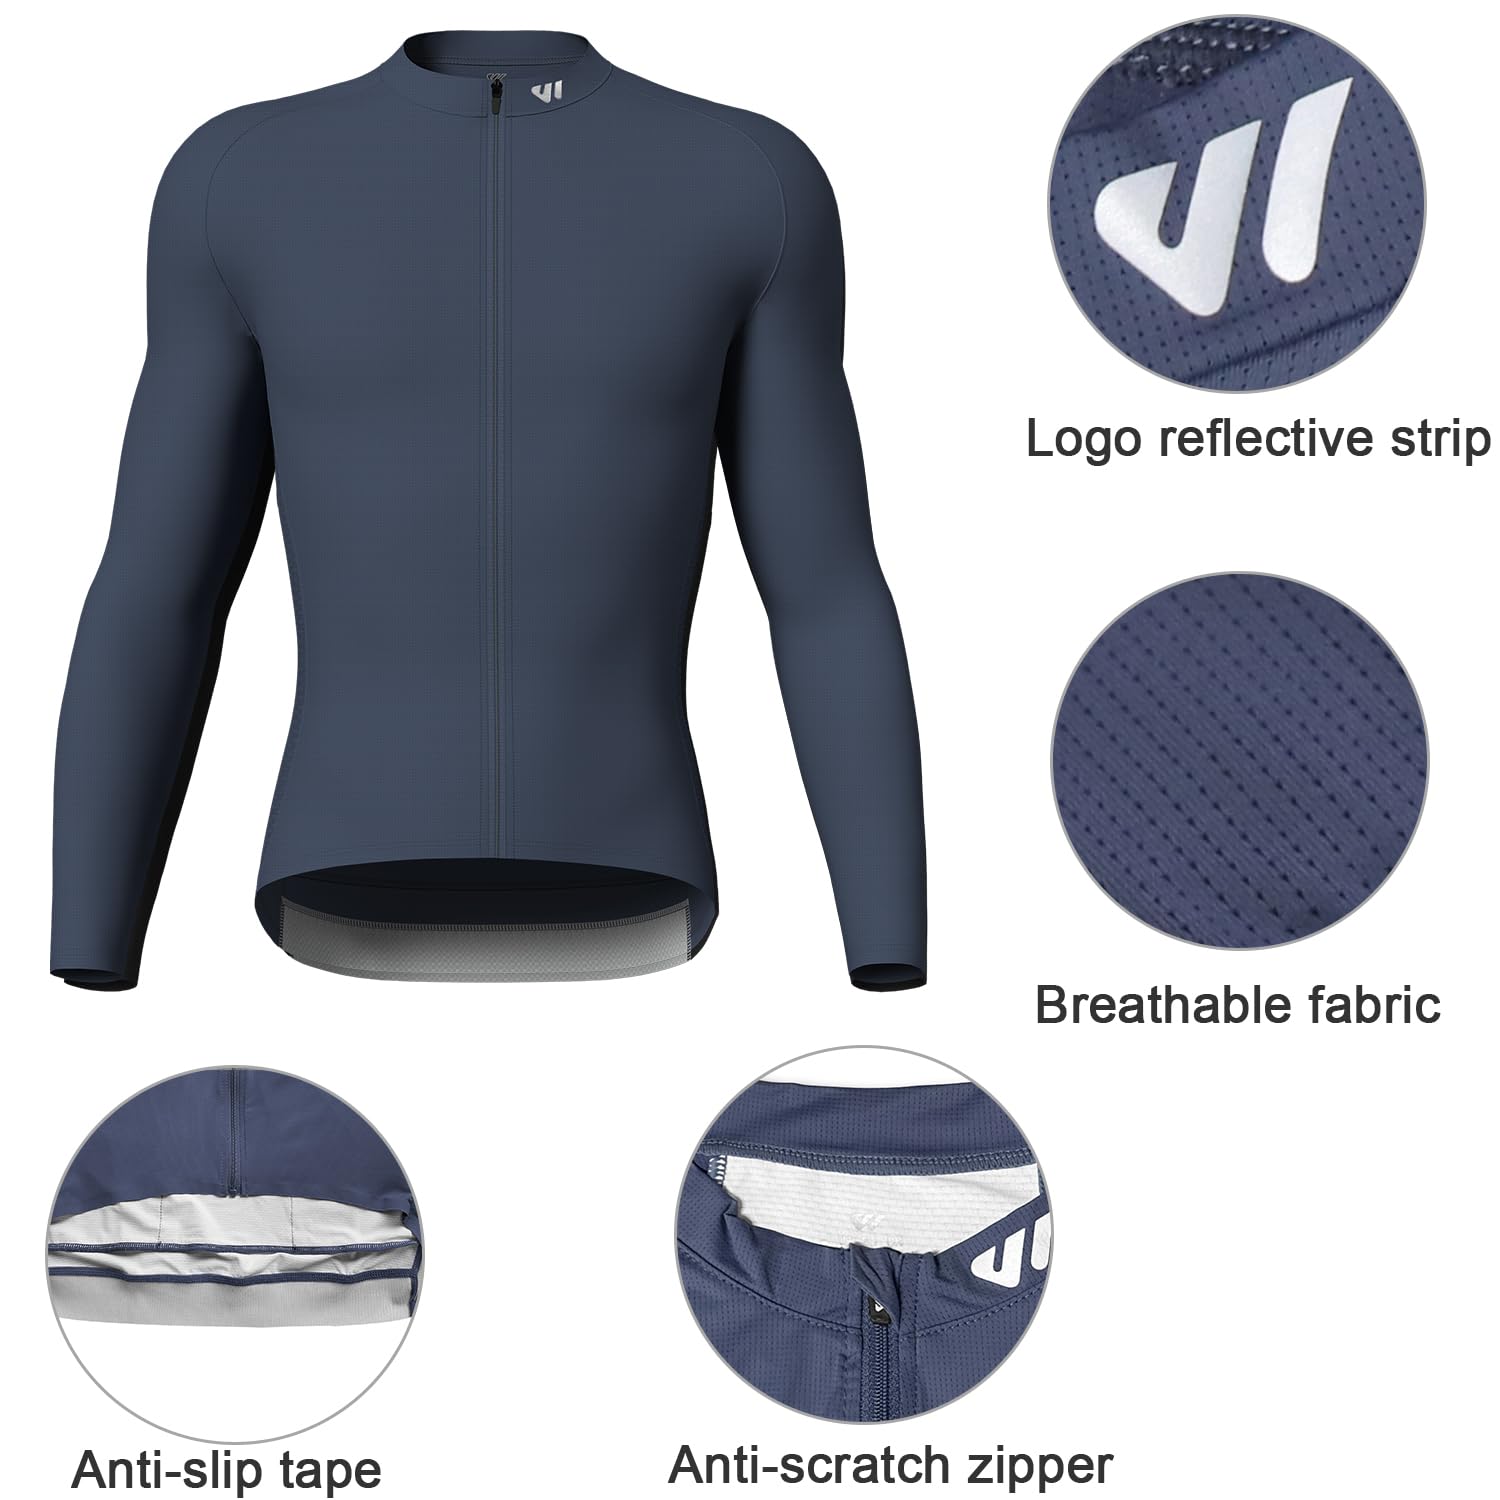 Logo reflective strip
Breathable fabric
Anti-slip tape
Anti-scratch zipper